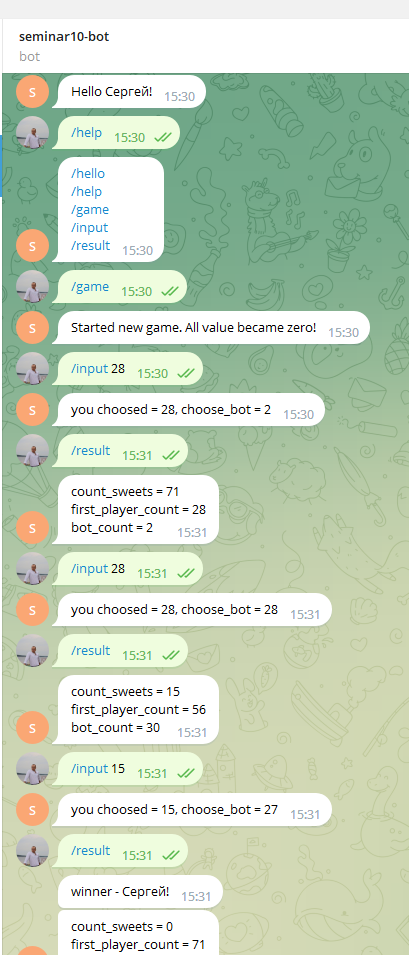 seminar10-bot
bot
S
Hello Сергей! 15:30
/help 15:30
/hello
/help
/game
/input
/result 15:30
S
/game 15:30
S
Started new game. All value became zero! 15:30
/input 28 15:30
S
you choosed = 28, choose_bot = 2 15:30
/result 15:31
count_sweets = 71
first_player_count = 28
bot_count = 2 15:31
S
/input 28 15:31
S
you choosed = 28, choose_bot = 28 15:31
/result 15:31
count_sweets = 15
first_player_count = 56
bot_count = 30 15:31
S
/input 15 15:31
S
you choosed = 15, choose_bot = 27 15:31
/result 15:31
winner - Сергей! 15:31
count_sweets = 0
first_player_count = 71